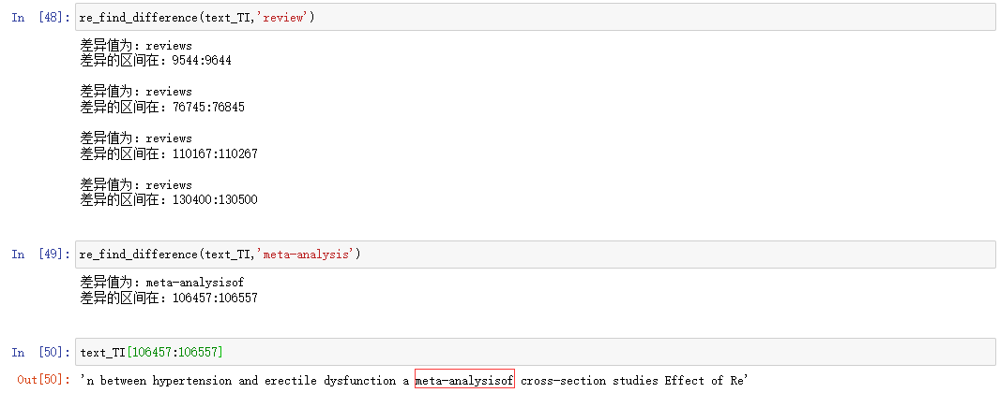 In [48]: re_find_difference(text_TI,'review')
差异值为: reviews
差异的区间在: 9544:9644
差异值为: reviews
差异的区间在: 76745:76845
差异值为: reviews
差异的区间在: 110167:110267
差异值为: reviews
差异的区间在: 130400:130500
In [49]: re_find_difference(text_TI,'meta-analysis')
差异值为: meta-analysisof
差异的区间在: 106457:106557
In [50]: text_TI[106457:106557]
Out[50]: 'n between hypertension and erectile dysfunction a meta-analysisof cross-section studies Effect of Re'